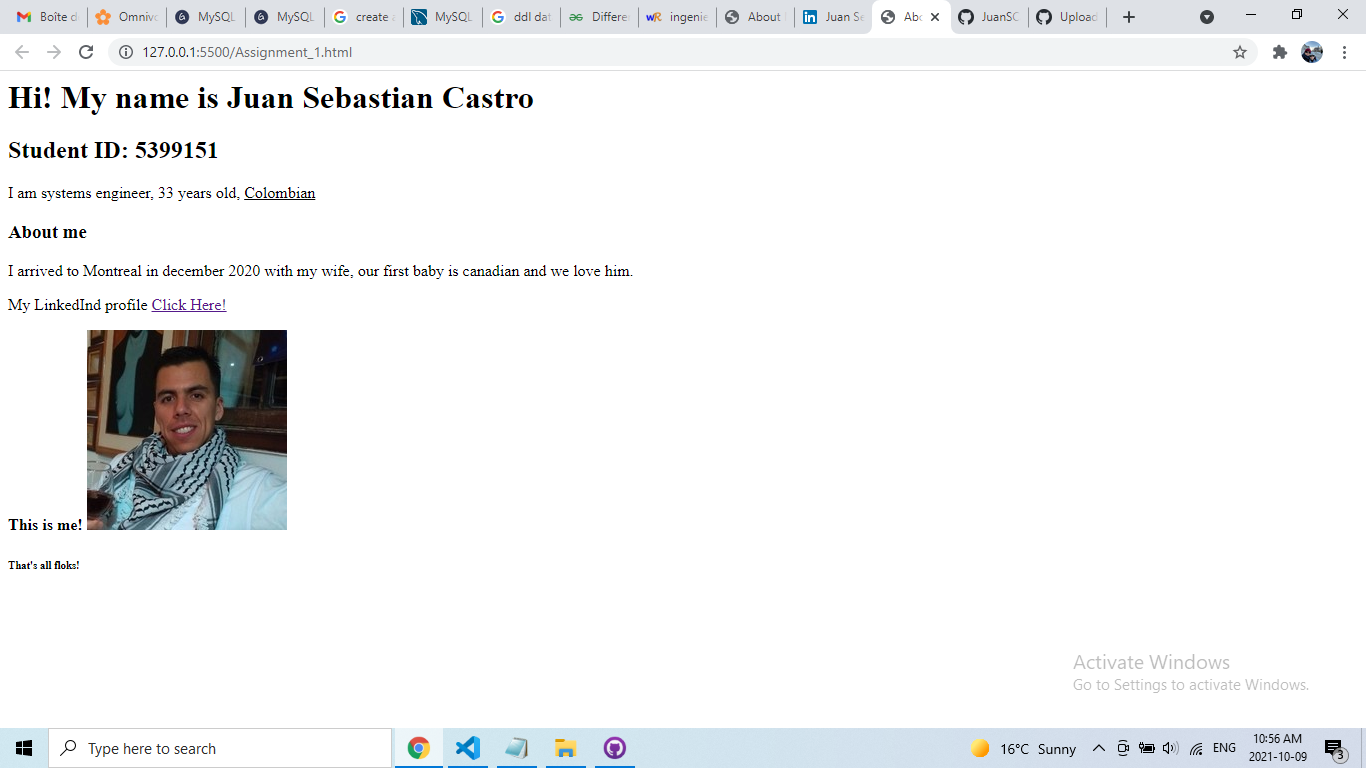 Boîte d
Omnivo
MySQL
MySQL
create a
MySQL
ddl dat
Differe
wR ingenie
About
Juan Se
Abo
JuanSC
Upload
127.0.0.1:5500/Assignment_1.html
Hi! My name is Juan Sebastian Castro
Student ID: 5399151
I am systems engineer, 33 years old, Colombian
About me
I arrived to Montreal in december 2020 with my wife, our first baby is canadian and we love him.
My LinkedInd profile Click Here!
This is me!
That's all floks!
Activate Windows
Go to Settings to activate Windows.
Type here to search
16°C Sunny
ENG
10:56 AM
2021-10-09
3